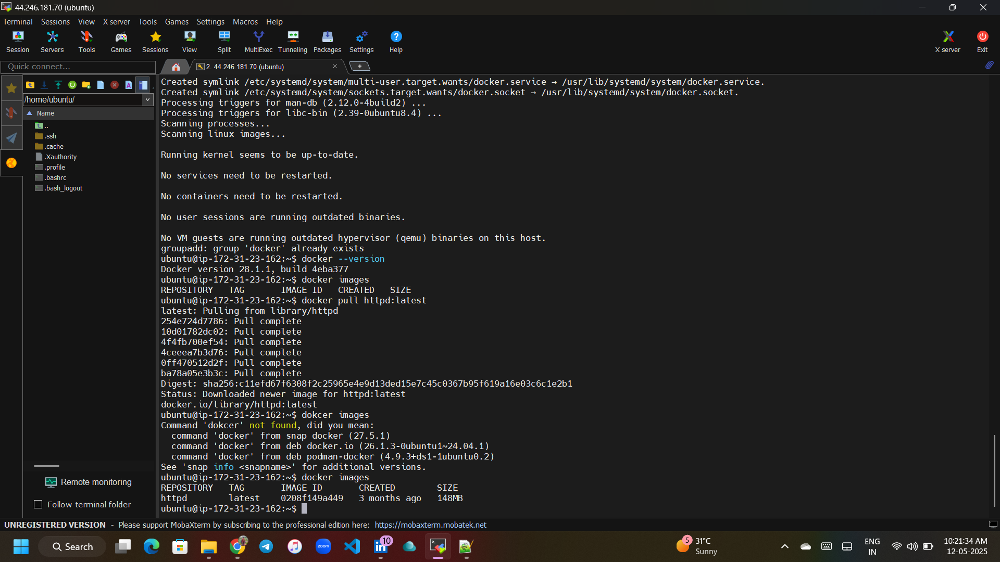 44.246.181.70 (ubuntu)
Terminal Sessions View X server Tools Games Settings Macros Help
Session Servers Tools Games Sessions View Split MultiExec Tunneling Packages Settings Help X server Exit
Quick connect...
2. 44.246.181.70 (ubuntu)
/home/ubuntu/
Name
..
.ssh
.cache
.Xauthority
.profile
.bashrc
.bash_logout
Remote monitoring
Follow terminal folder
Created symlink /etc/systemd/system/multi-user.target.wants/docker.service → /usr/lib/systemd/system/docker.service.
Created symlink /etc/systemd/system/sockets.target.wants/docker.socket → /usr/lib/systemd/system/docker.socket.
Processing triggers for man-db (2.12.0-4build2) ...
Processing triggers for libc-bin (2.39-0ubuntu8.4) ...
Scanning processes...
Scanning linux images...
Running kernel seems to be up-to-date.
No services need to be restarted.
No containers need to be restarted.
No user sessions are running outdated binaries.
No VM guests are running outdated hypervisor (qemu) binaries on this host.
groupadd: group 'docker' already exists
ubuntu@ip-172-31-23-162:~$ docker --version
Docker version 28.1.1, build 4eba377
ubuntu@ip-172-31-23-162:~$ docker images
REPOSITORY   TAG       IMAGE ID   CREATED   SIZE
ubuntu@ip-172-31-23-162:~$ docker pull httpd:latest
latest: Pulling from library/httpd
254e724d7786: Pull complete
10d01782dc02: Pull complete
4f4fb700ef54: Pull complete
4ceeea7b3d76: Pull complete
0ff470512d2f: Pull complete
ba78a05e3b3c: Pull complete
Digest: sha256:c11efd67f6308f2c25965e4e9d13ded15e7c45c0367b95f619a16e03c6c1e2b1
Status: Downloaded newer image for httpd:latest
docker.io/library/httpd:latest
ubuntu@ip-172-31-23-162:~$ dokcer images
Command 'dokcer' not found, did you mean:
  command 'docker' from snap docker (27.5.1)
  command 'docker' from deb docker.io (26.1.3-0ubuntu1~24.04.1)
  command 'docker' from deb podman-docker (4.9.3+ds1-1ubuntu0.2)
See 'snap info <snapname>' for additional versions.
ubuntu@ip-172-31-23-162:~$ docker images
REPOSITORY   TAG       IMAGE ID       CREATED        SIZE
httpd        latest    0208f149a449   3 months ago   148MB
ubuntu@ip-172-31-23-162:~$
UNREGISTERED VERSION - Please support MobaXterm by subscribing to the professional edition here: https://mobaxterm.mobatek.net
Search
zoom
10
5
31°C
Sunny
ENG
IN
10:21:34 AM
12-05-2025